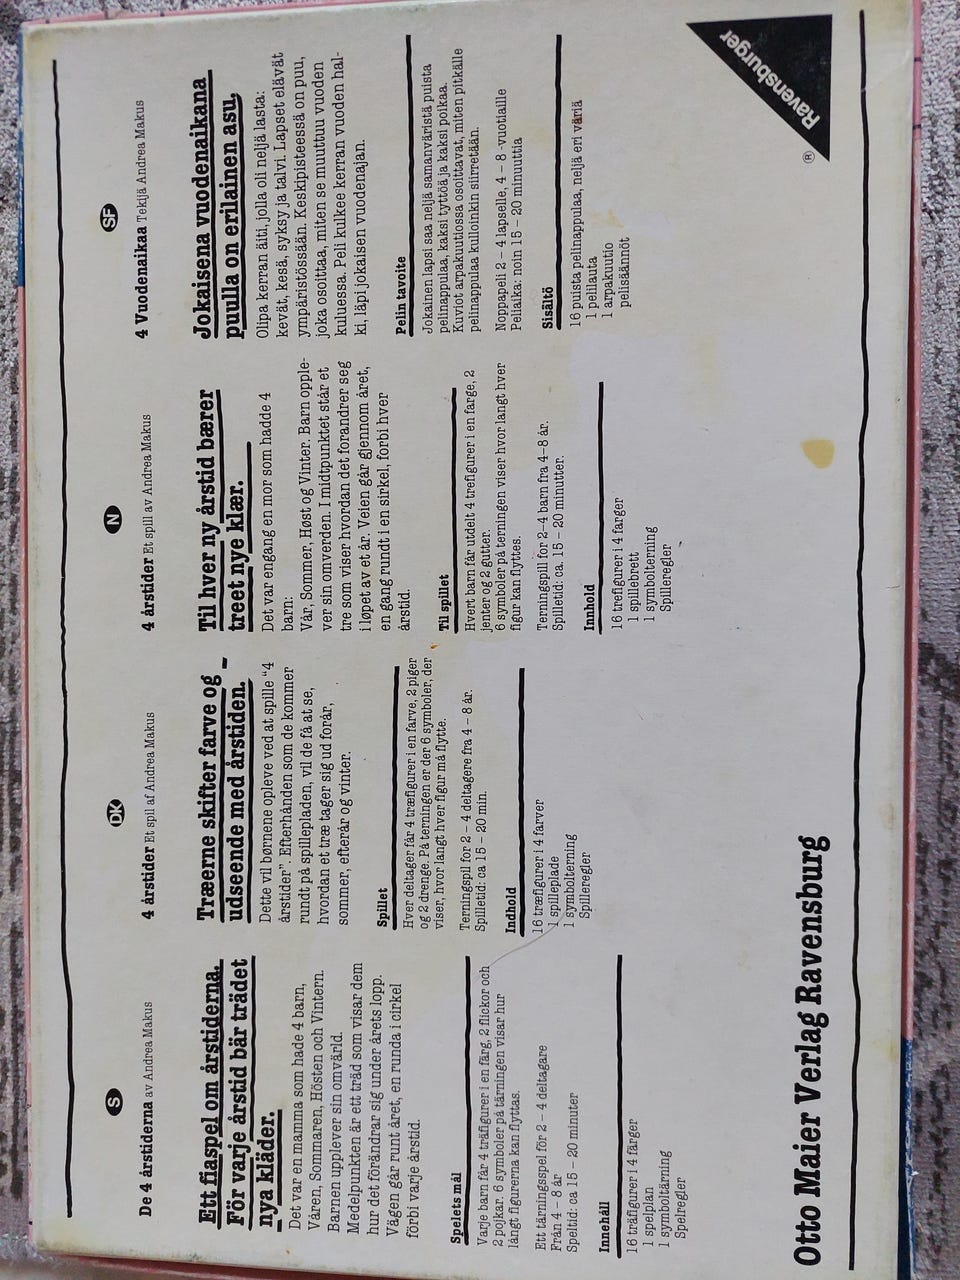 S
De 4 årstiderna av Andrea Makus
Ett fiaspel om årstiderna.
För varje årstid bär trädet
nya kläder.
Det var en mamma som hade 4 barn,
Våren, Sommaren, Hösten och Vintern.
Barnen upplever sin omvärld.
Medelpunkten är ett träd som visar dem
hur det förändrar sig under årets lopp.
Vägen går runt året, en runda i cirkel
förbi varje årstid.
Spelets mål
Varje barn får 4 träfigurer i en färg, 2 flickor och
2 pojkar. 6 symboler på tärningen visar hur
långt figurerna kan flyttas.
Ett tärningsspel för 2 – 4 deltagare
Från 4 – 8 år
Speltid: ca 15 – 20 minuter
Innehåll
16 träfigurer i 4 färger
1 spelplan
1 symboltärning
Spelregler
DK
4 årstider Et spil af Andrea Makus
Træerne skifter farve og –
udseende med årstiden.
Dette vil børnene opleve ved at spille "4
årstider". Efterhånden som de kommer
rundt på spillepladen, vil de få at se,
hvordan et træ tager sig ud forår,
sommer, efterår og vinter.
Spillet
Hver deltager får 4 træfigurer i en farve, 2 piger
og 2 drenge. På terningen er der 6 symboler, der
viser, hvor langt hver figur må flytte.
Terningspil for 2 – 4 deltagere fra 4 – 8 år.
Spilletid: ca 15 – 20 min.
Indhold
16 træfigurer i 4 farver
1 spilleplade
1 symbolterning
Spilleregler
N
4 årstider Et spill av Andrea Makus
Til hver ny årstid bærer
treet nye klær.
Det var engang en mor som hadde 4
barn:
Vår, Sommer, Høst og Vinter. Barn opple-
ver sin omverden. I midtpunktet står et
tre som viser hvordan det forandrer seg
i løpet av et år. Veien går gjennom året,
en gang rundt i en sirkel, forbi hver
årstid.
Til spillet
Hvert barn får utdelt 4 trefigurer i en farge, 2
jenter og 2 gutter.
6 symboler på terningen viser hvor langt hver
figur kan flyttes.
Terningspill for 2–4 barn fra 4–8 år.
Spilletid: ca. 15 – 20 minutter.
Innhold
16 trefigurer i 4 farger
1 spillebrett
1 symbolterning
Spilleregler
SF
4 Vuodenaikaa Tekijä Andrea Makus
Jokaisena vuodenaikana
puulla on erilainen asu.
Olipa kerran äiti, jolla oli neljä lasta:
kevät, kesä, syksy ja talvi. Lapset elävät
ympäristössään. Keskipisteessä on puu,
joka osoittaa, miten se muuttuu vuoden
kuluessa. Peli kulkee kerran vuoden hal-
ki, läpi jokaisen vuodenajan.
Pelin tavoite
Jokainen lapsi saa neljä samanväristä puista
pelinappulaa, kaksi tyttöä ja kaksi poikaa.
Kuviot arpakuutiossa osoittavat, miten pitkälle
pelinappulaa kulloinkin siirretään.
Noppapeli 2 – 4 lapselle, 4 – 8 -vuotiaille
Peliaika: noin 15 – 20 minuuttia
Sisältö
16 puista pelinappulaa, neljä eri väriä
1 pelilauta
1 arpakuutio
pelisäännöt
Otto Maier Verlag Ravensburg
Ravensburger
®